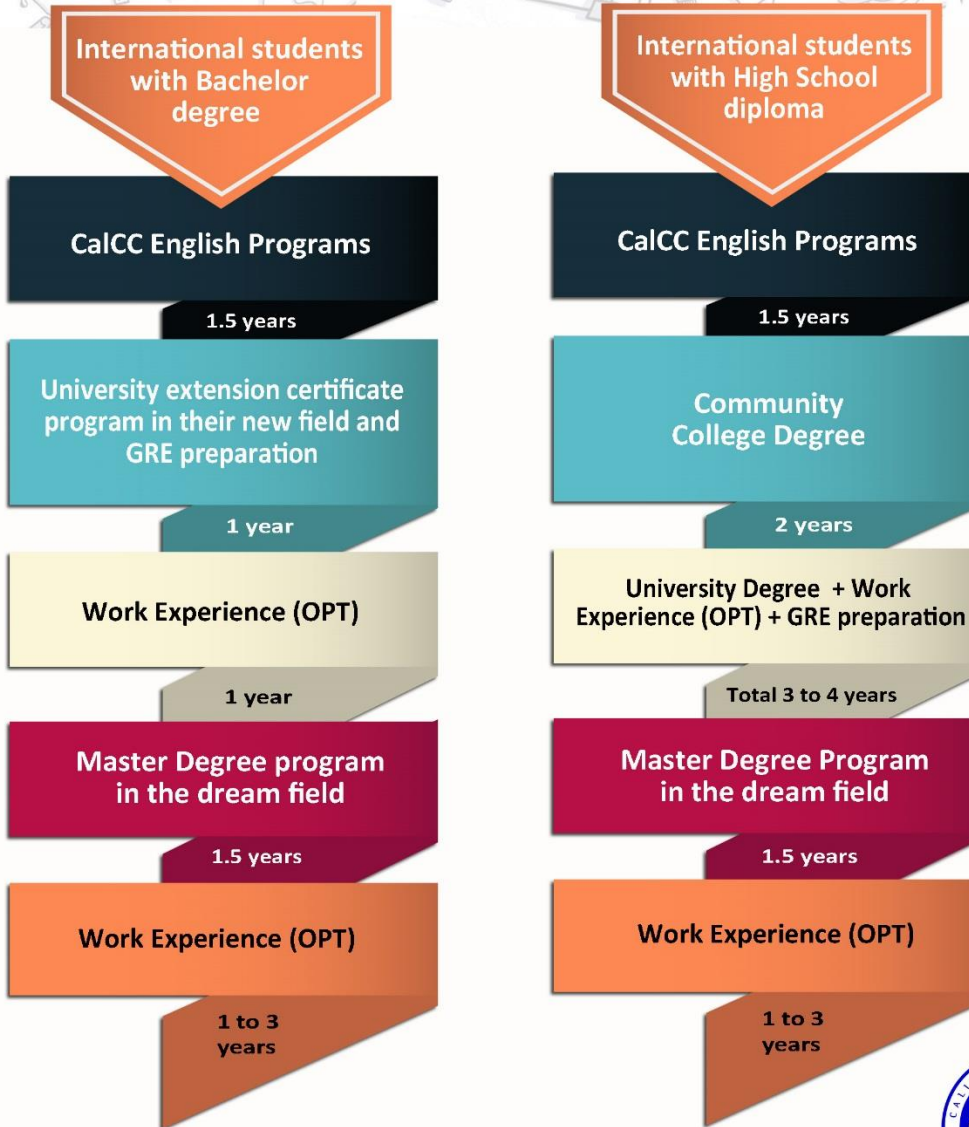 International students
with Bachelor
degree
CalCC English Programs
1.5 years
University extension certificate
program in their new field and
GRE preparation
1 year
Work Experience (OPT)
1 year
Master Degree program
in the dream field
1.5 years
Work Experience (OPT)
1 to 3
years
International students
with High School
diploma
CalCC English Programs
1.5 years
Community
College Degree
2 years
University Degree + Work
Experience (OPT) + GRE preparation
Total 3 to 4 years
Master Degree Program
in the dream field
1.5 years
Work Experience (OPT)
1 to 3
years